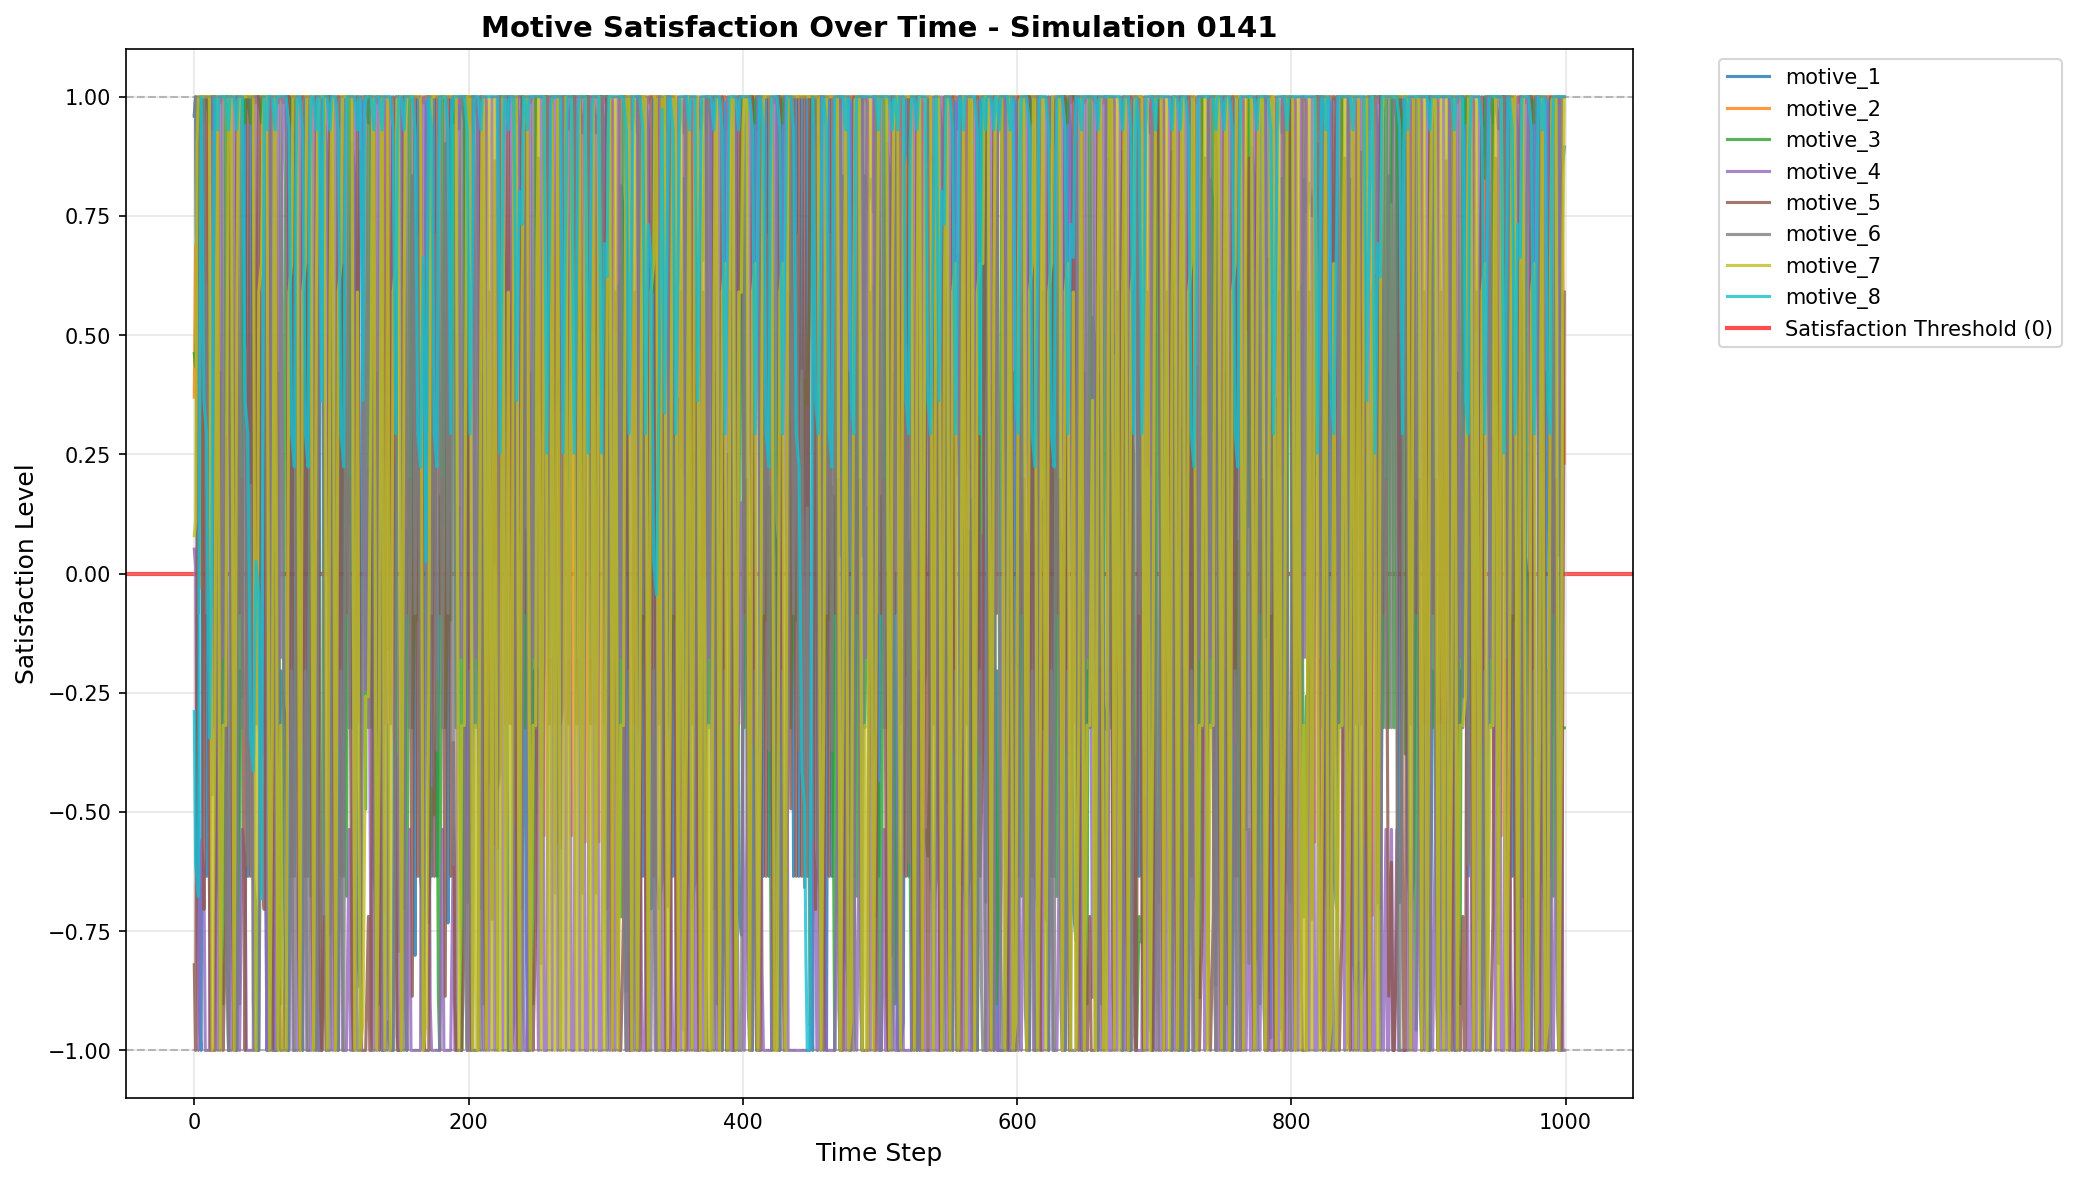 Motive Satisfaction Over Time - Simulation 0141
Satisfaction Level
1.00
0.75
0.50
0.25
0.00
−0.25
−0.50
−0.75
−1.00
0
200
400
600
800
1000
Time Step
motive_1
motive_2
motive_3
motive_4
motive_5
motive_6
motive_7
motive_8
Satisfaction Threshold (0)